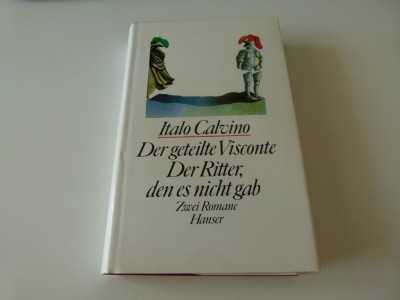 Italo Calvino
Der geteilte Visconte
Der Ritter,
den es nicht gab
Zwei Romane
Hanser